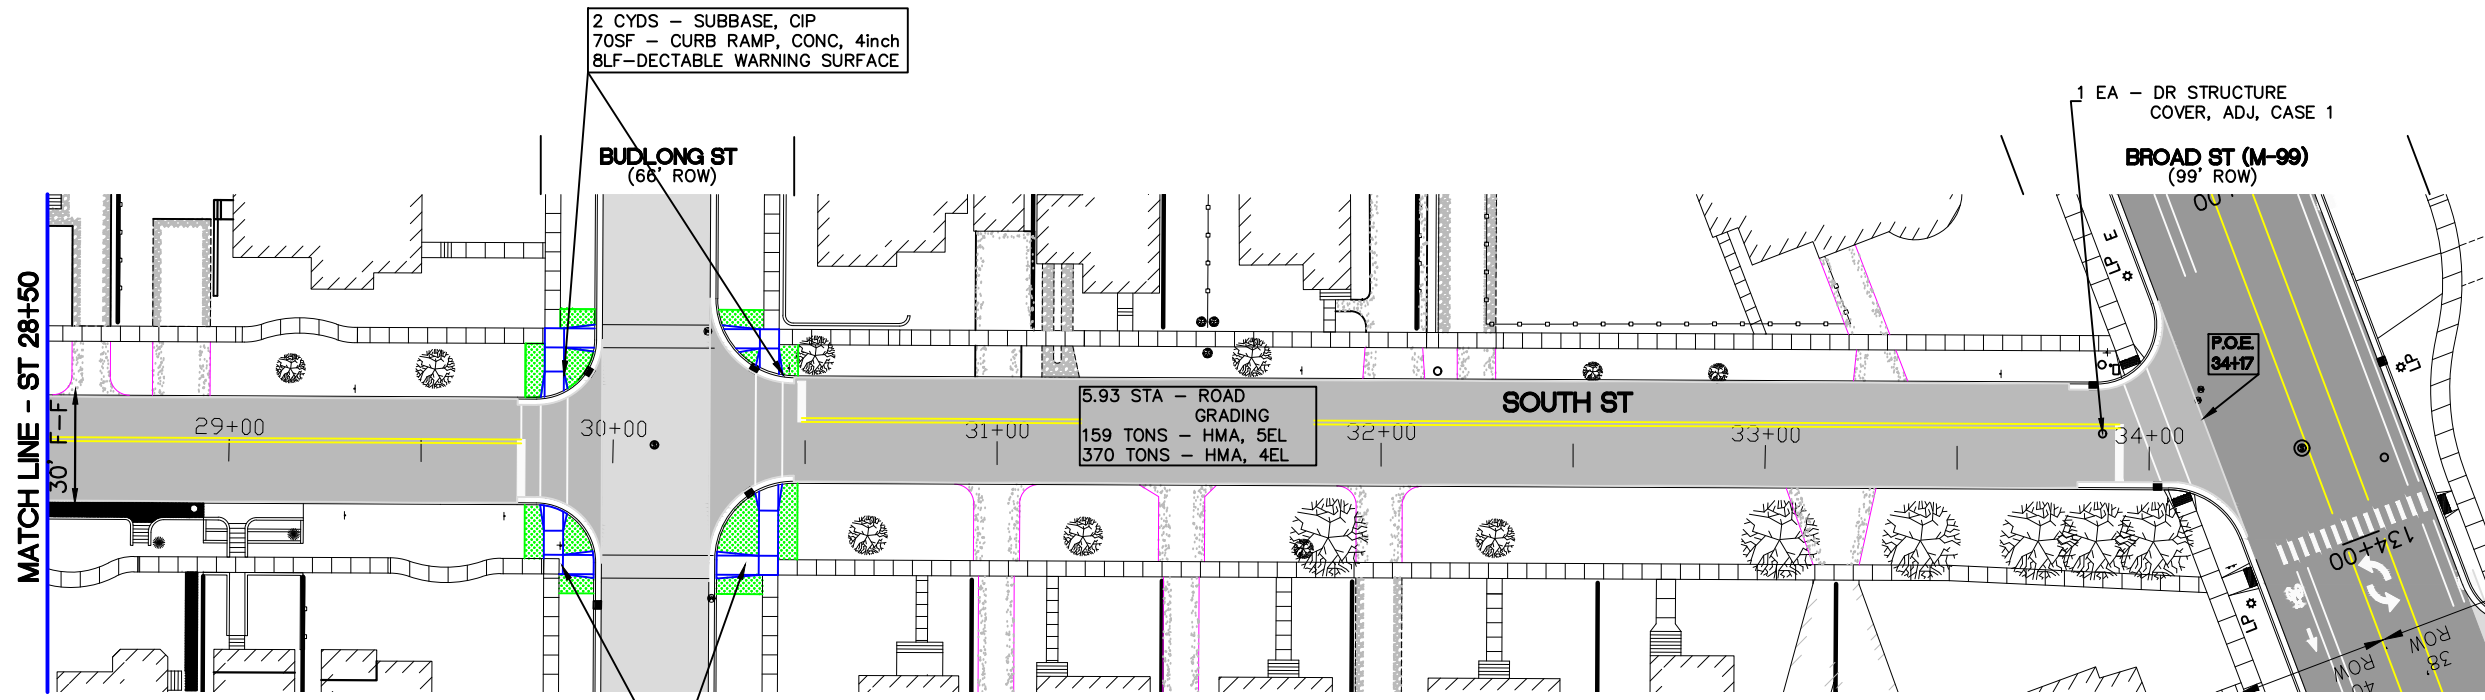 2 CYDS - SUBBASE, CIP
70SF - CURB RAMP, CONC, 4inch
8LF-DECTABLE WARNING SURFACE
1 EA - DR STRUCTURE
COVER, ADJ, CASE 1
BUDLONG ST
(66' ROW)
BROAD ST (M-99)
(99' ROW)
MATCH LINE - ST 28+50
30' F-F
29+00
30+00
31+00
32+00
33+00
34+00
5.93 STA - ROAD
GRADING
159 TONS - HMA, 5EL
370 TONS - HMA, 4EL
SOUTH ST
P.O.E.
34+17
LP E
LP
LP
134+00
38'
ROW
ROW